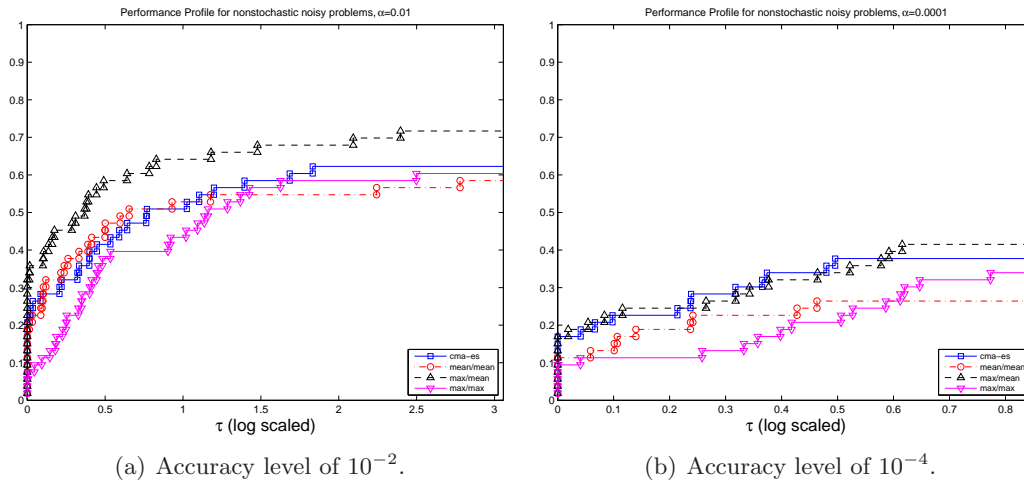 Performance Profile for nonstochastic noisy problems, α=0.01
1
0.9
0.8
0.7
0.6
0.5
0.4
0.3
0.2
0.1
0
0
0.5
1
1.5
2
2.5
3
τ (log scaled)
cma−es
mean/mean
max/mean
max/max
(a) Accuracy level of 10⁻².
Performance Profile for nonstochastic noisy problems, α=0.0001
1
0.9
0.8
0.7
0.6
0.5
0.4
0.3
0.2
0.1
0
0
0.1
0.2
0.3
0.4
0.5
0.6
0.7
0.8
τ (log scaled)
cma−es
mean/mean
max/mean
max/max
(b) Accuracy level of 10⁻⁴.